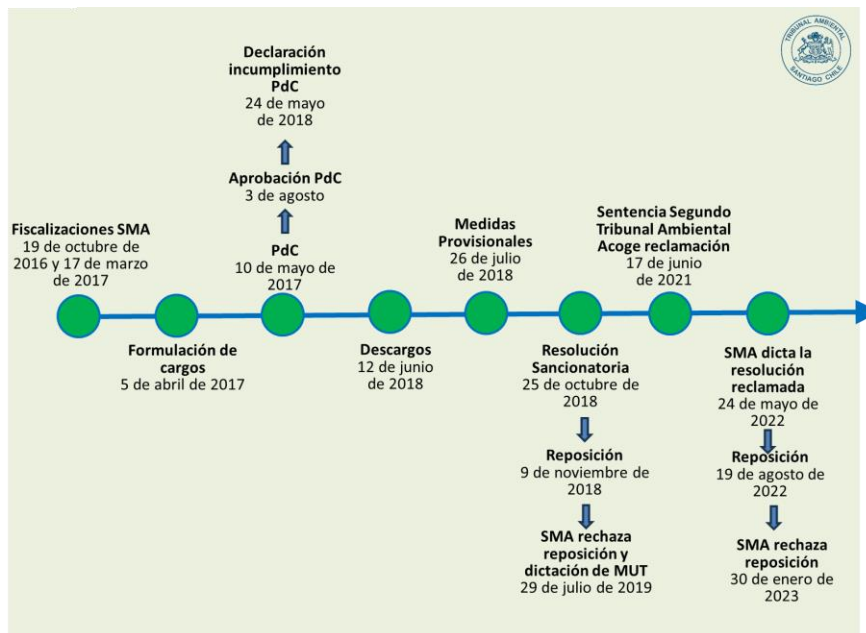 TRIBUNAL AMBIENTAL
SANTIAGO CHILE
Declaración
incumplimiento
PdC
24 de mayo
de 2018
Aprobación PdC
3 de agosto
PdC
10 de mayo de
2017
Fiscalizaciones SMA
19 de octubre de
2016 y 17 de marzo
de 2017
Formulación de
cargos
5 de abril de 2017
Descargos
12 de junio
de 2018
Medidas
Provisionales
26 de julio
de 2018
Resolución
Sancionatoria
25 de octubre de
2018
Reposición
9 de noviembre de
2018
SMA rechaza
reposición y
dictación de MUT
29 de julio de 2019
Sentencia Segundo
Tribunal Ambiental
Acoge reclamación
17 de junio
de 2021
SMA dicta la
resolución
reclamada
24 de mayo de
2022
Reposición
19 de agosto de
2022
SMA rechaza
reposición
30 de enero de
2023